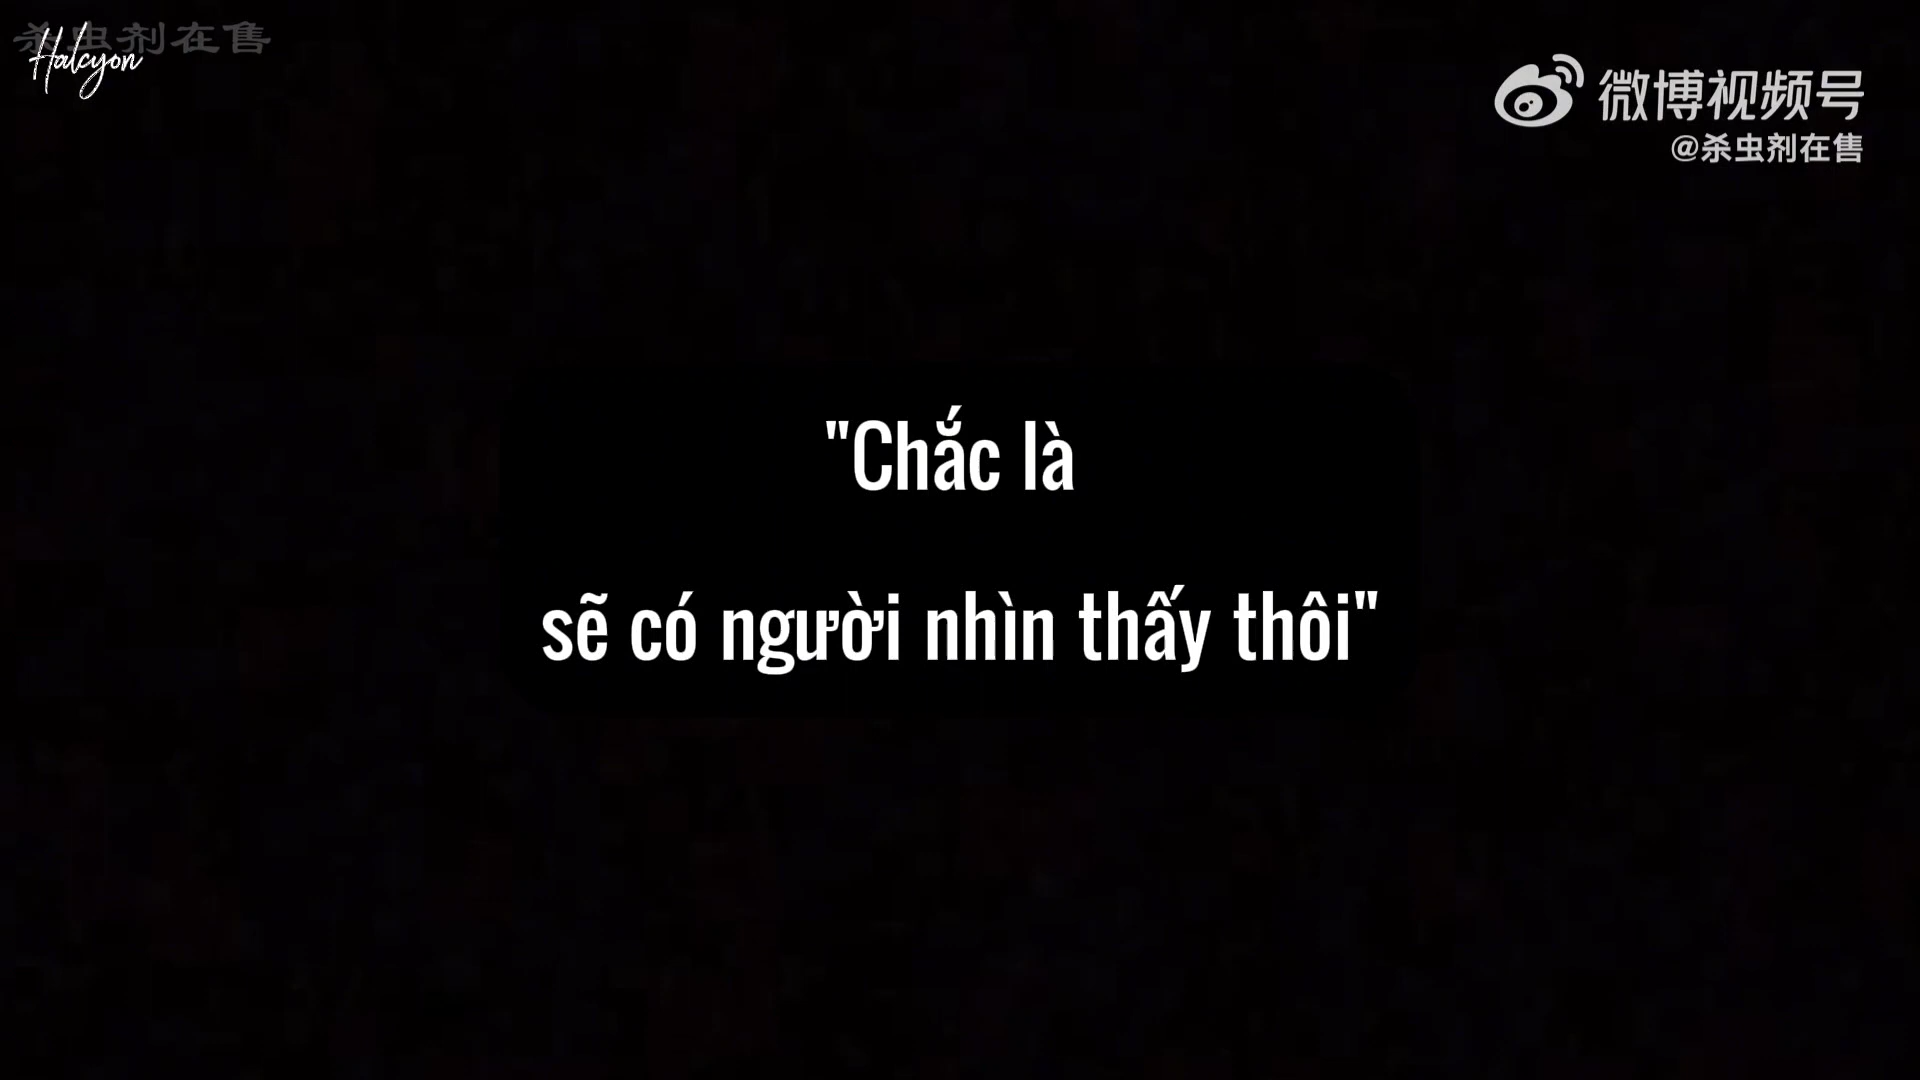 杀虫剂在售
Halcyon
微博视频号
@杀虫剂在售
"Chắc là
sẽ có người nhìn thấy thôi"